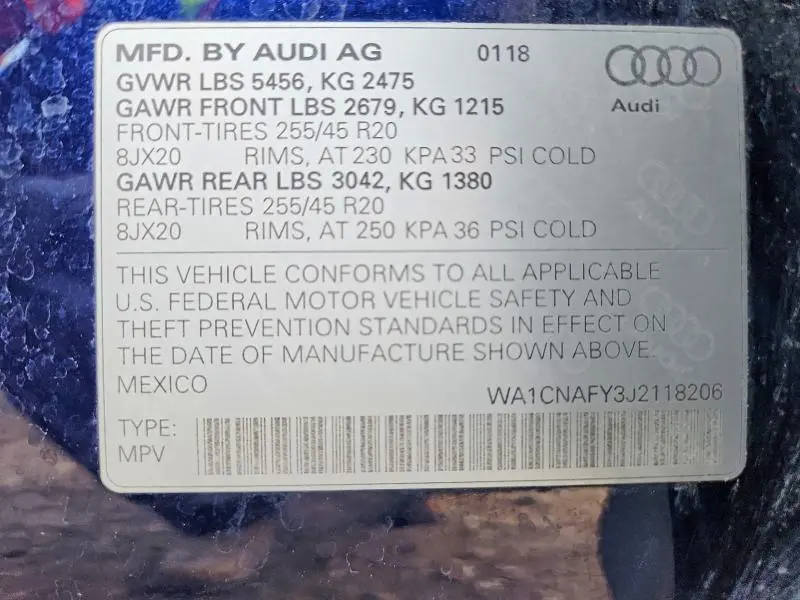 MFD. BY AUDI AG 0118
GVWR LBS 5456, KG 2475
GAWR FRONT LBS 2679, KG 1215
Audi
FRONT-TIRES 255/45 R20
8JX20 RIMS, AT 230 KPA 33 PSI COLD
GAWR REAR LBS 3042, KG 1380
REAR-TIRES 255/45 R20
8JX20 RIMS, AT 250 KPA 36 PSI COLD
THIS VEHICLE CONFORMS TO ALL APPLICABLE
U.S. FEDERAL MOTOR VEHICLE SAFETY AND
THEFT PREVENTION STANDARDS IN EFFECT ON
THE DATE OF MANUFACTURE SHOWN ABOVE.
MEXICO WA1CNAFY3J2118206
TYPE:
MPV